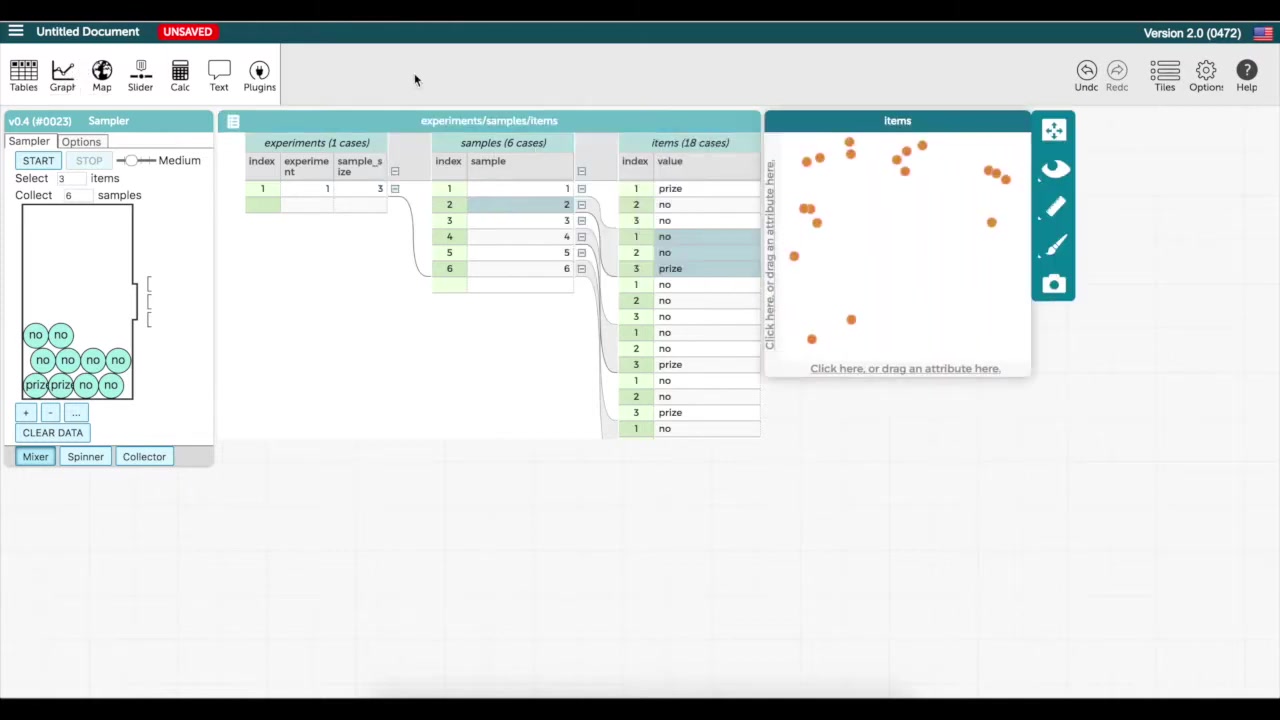 Untitled Document UNSAVED Version 2.0 (0472)
Tables Graph Map Slider Calc Text Plugins Undo Redo Tiles Options Help
v0.4 (#0023) Sampler
Sampler Options
START STOP Medium
Select 3 items
Collect 6 samples
no no
no no no no
prize prize no no
+ - ...
CLEAR DATA
Mixer Spinner Collector
experiments/samples/items
experiments (1 cases) samples (6 cases) items (18 cases)
index experime sample_s index sample index value
nt ize
1 1 3 1 1 1 prize
2 2 2 no
3 3 3 no
4 4 1 no
5 5 2 no
6 6 3 prize
1 no
2 no
3 no
1 no
2 no
3 prize
1 no
2 no
3 prize
1 no
items
Click here, or drag an attribute here.
Click here, or drag an attribute here.